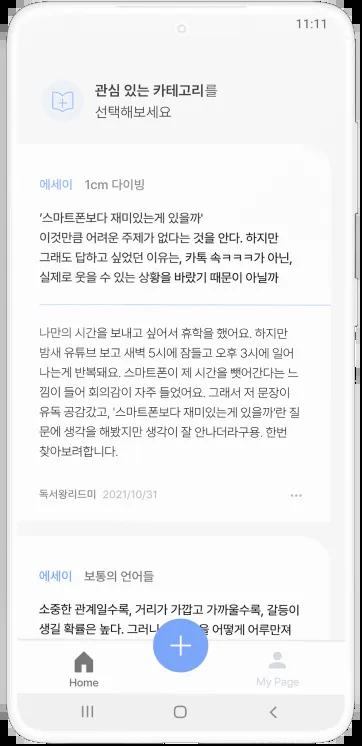 11:11
관심 있는 카테고리를
선택해보세요
에세이 1cm 다이빙
'스마트폰보다 재미있는게 있을까'
이것만큼 어려운 주제가 없다는 것을 안다. 하지만
그래도 답하고 싶었던 이유는, 카톡 속ㅋㅋㅋ가 아닌,
실제로 웃을 수 있는 상황을 바랐기 때문이 아닐까
나만의 시간을 보내고 싶어서 휴학을 했어요. 하지만
밤새 유튜브 보고 새벽 5시에 잠들고 오후 3시에 일어
나는게 반복돼요. 스마트폰이 제 시간을 뺏어간다는 느
낌이 들어 회의감이 자주 들었어요. 그래서 저 문장이
유독 공감갔고, '스마트폰보다 재미있는게 있을까'란 질
문에 생각을 해봤지만 생각이 잘 안나더라구용. 한번
찾아보려합니다.
독서왕리드미 2021/10/31
에세이 보통의 언어들
소중한 관계일수록, 거리가 가깝고 가까울수록, 갈등이
생길 확률은 높다. 그러나 을 어떻게 어루만져
Home
My Page